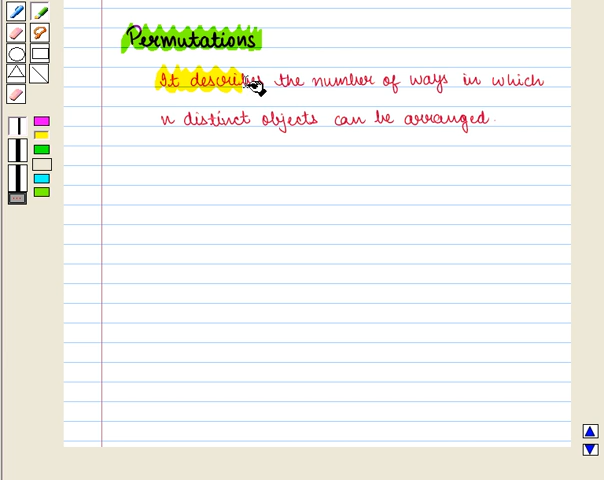 Permutations
It describes the number of ways in which
n distinct objects can be arranged.